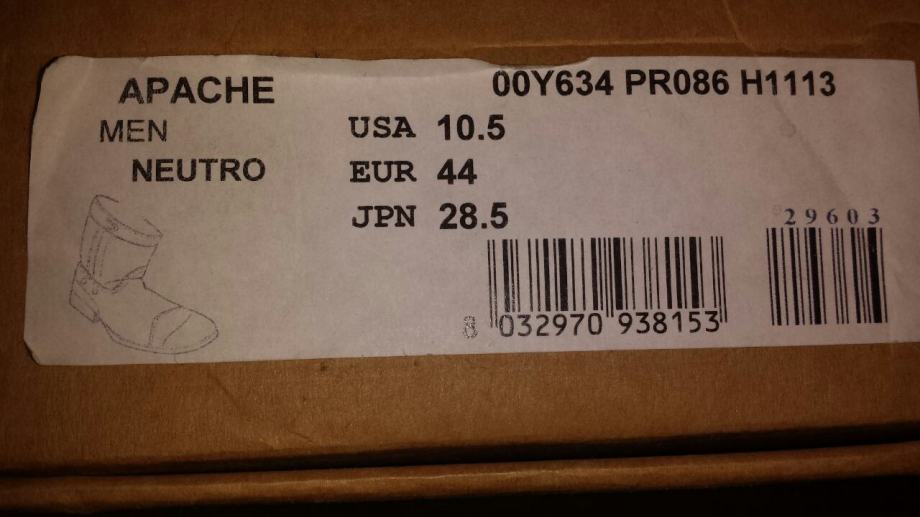 APACHE
MEN
NEUTRO
00Y634 PR086 H1113
USA 10.5
EUR 44
JPN 28.5
29603
8 032970 938153